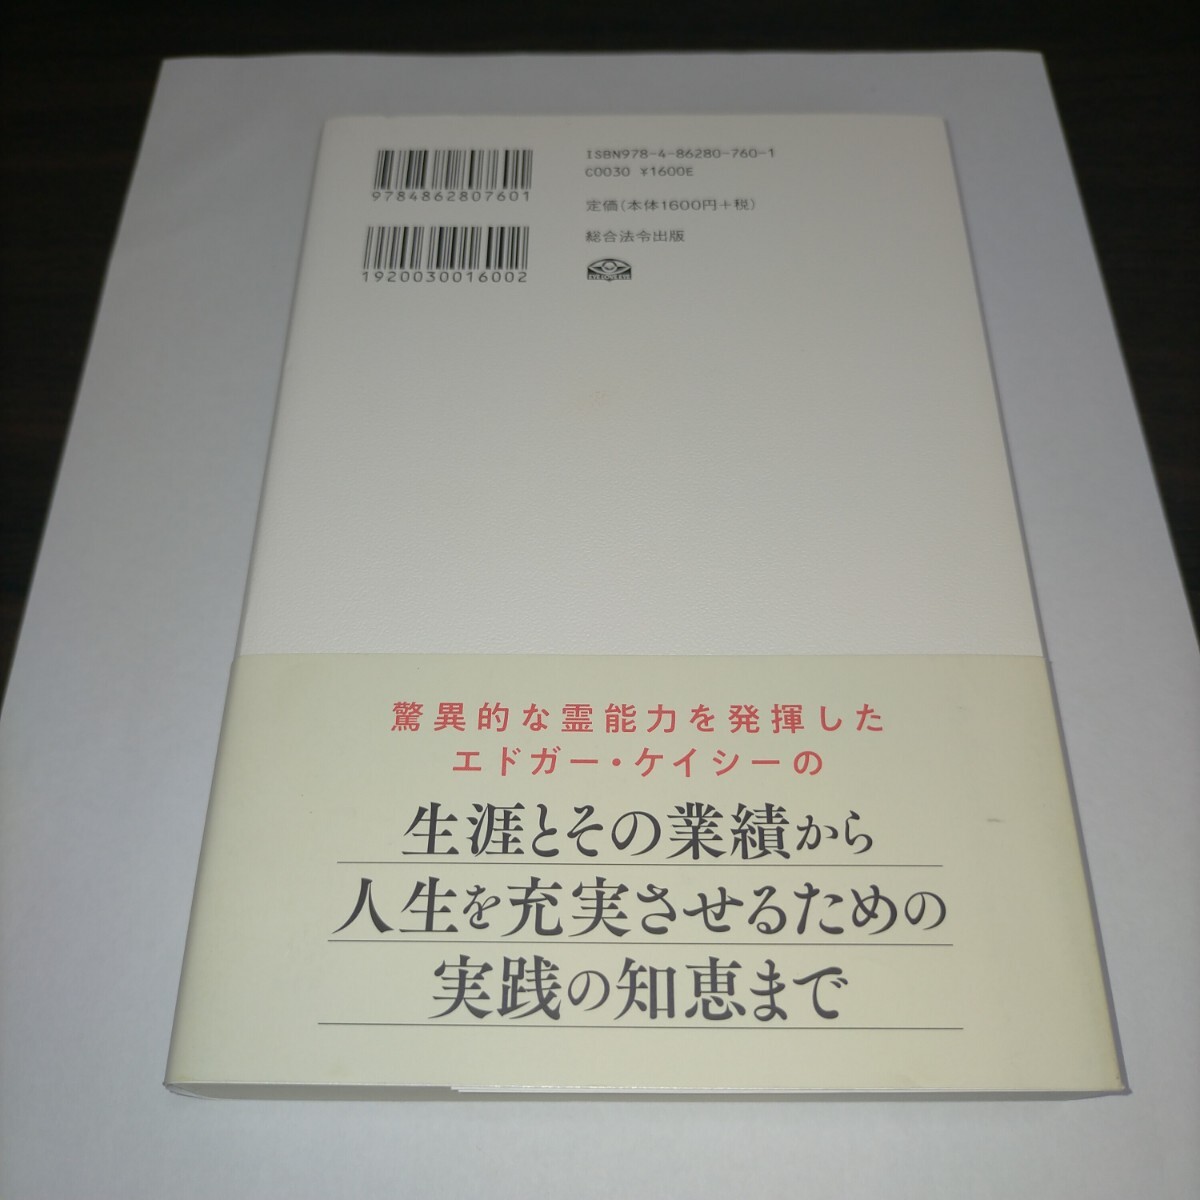 9784862807601
1920030016002
ISBN978-4-86280-760-1
C0030 ¥1600E
定価(本体1600円+税)
総合法令出版
驚異的な霊能力を発揮した
エドガー・ケイシーの
生涯とその業績から
人生を充実させるための
実践の知恵まで